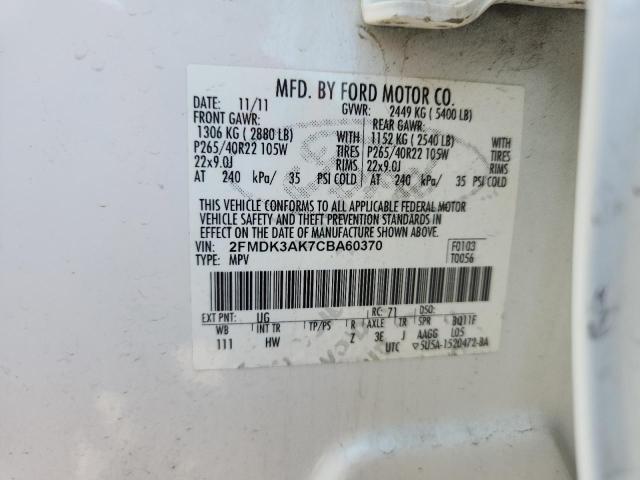 MFD. BY FORD MOTOR CO.
DATE: 11/11 GVWR: 2449 KG ( 5400 LB)
FRONT GAWR: REAR GAWR:
1306 KG ( 2880 LB) WITH 1152 KG ( 2540 LB) WITH
P265/40R22 105W TIRES P265/40R22 105W TIRES
22x9.0J RIMS 22x9.0J RIMS
AT 240 kPa/ 35 PSI COLD AT 240 kPa/ 35 PSI COLD
THIS VEHICLE CONFORMS TO ALL APPLICABLE FEDERAL MOTOR
VEHICLE SAFETY AND THEFT PREVENTION STANDARDS IN
EFFECT ON THE DATE OF MANUFACTURE SHOWN ABOVE.
VIN: 2FMDK3AK7CBA60370 F0103
TYPE: MPV T0056
EXT PNT: UG RC: 71 DSO:
WB INT TR TP/PS R AXLE TR SPR BQ11F
111 HW Z 3E J AAGG LOS
UTC 5U5A-1520472-BA